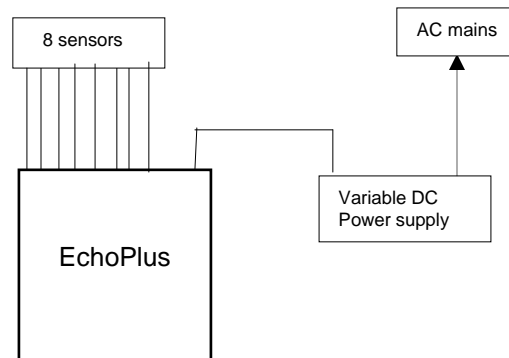 8 sensors
AC mains
Variable DC
Power supply
EchoPlus